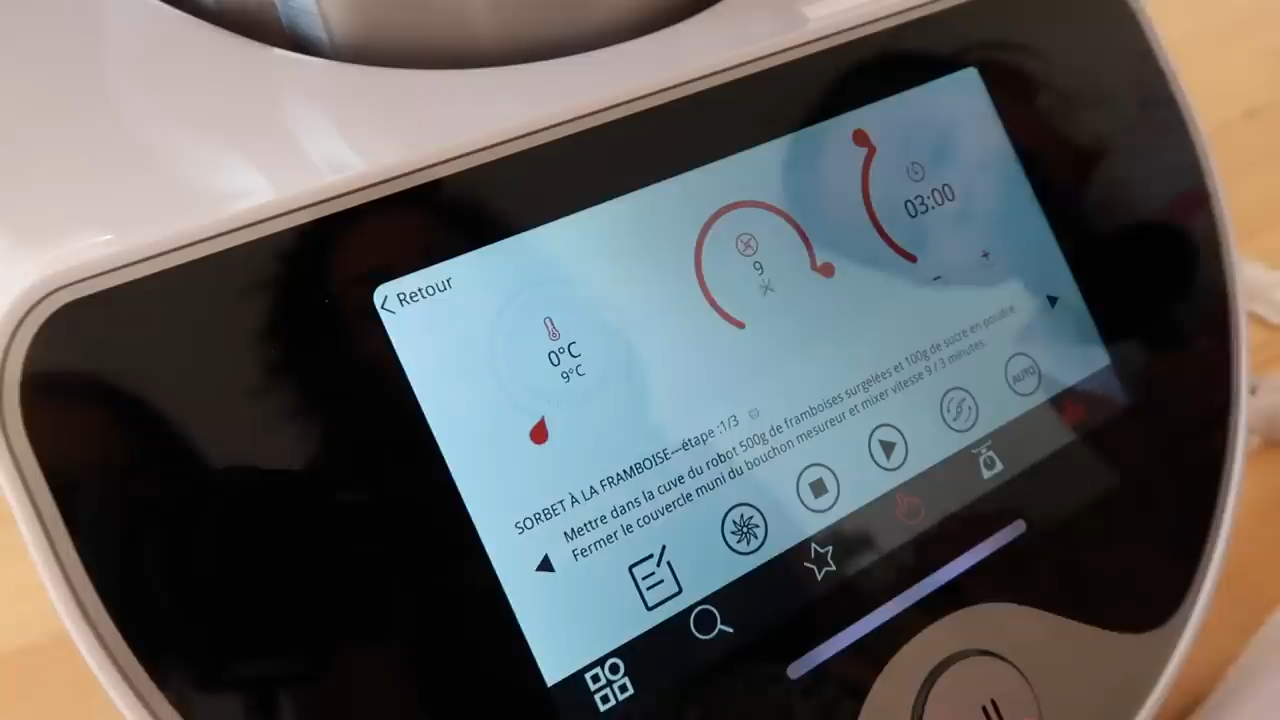 < Retour
0°C
9°C
9
03:00
- +
SORBET À LA FRAMBOISE—étape :1/3
Mettre dans la cuve du robot 500g de framboises surgelées et 100g de sucre en poudre
Fermer le couvercle muni du bouchon mesureur et mixer vitesse 9 / 3 minutes.
AUTO